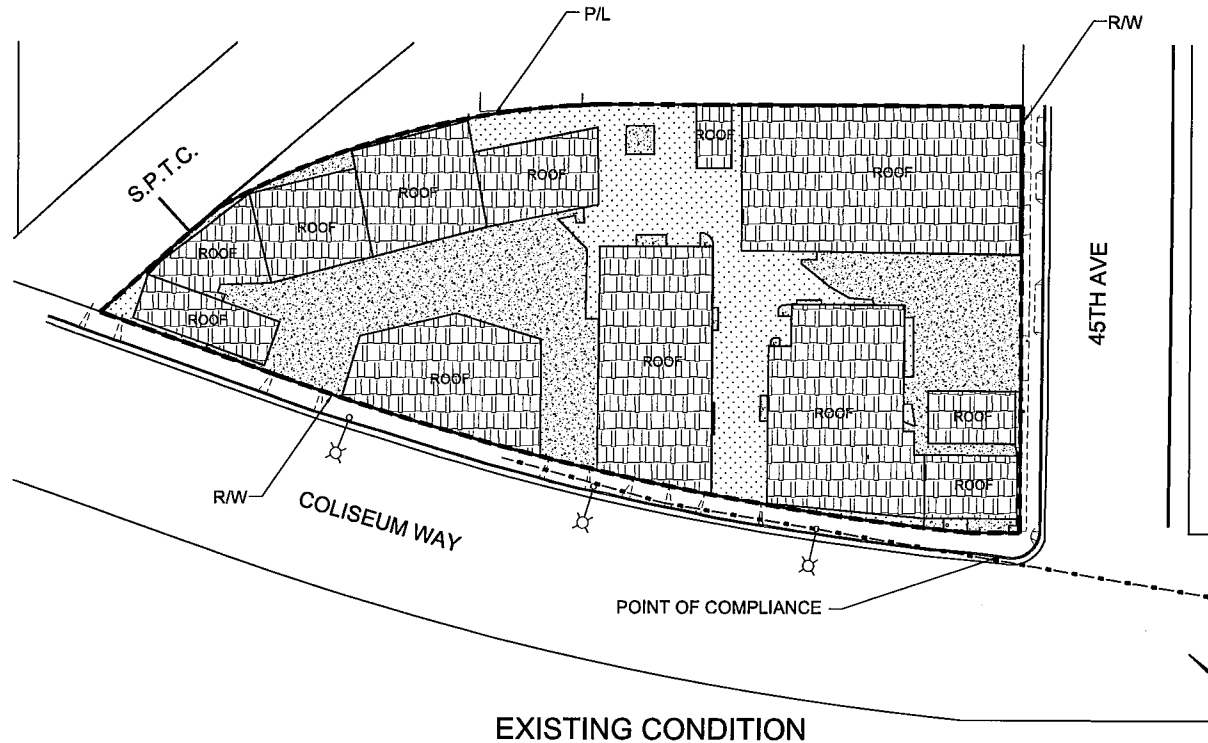 P/L
R/W
S.P.T.C.
ROOF
ROOF
ROOF
ROOF
ROOF
ROOF
ROOF
45TH AVE
ROOF
ROOF
ROOF
ROOF
ROOF
ROOF
R/W
COLISEUM WAY
POINT OF COMPLIANCE
EXISTING CONDITION